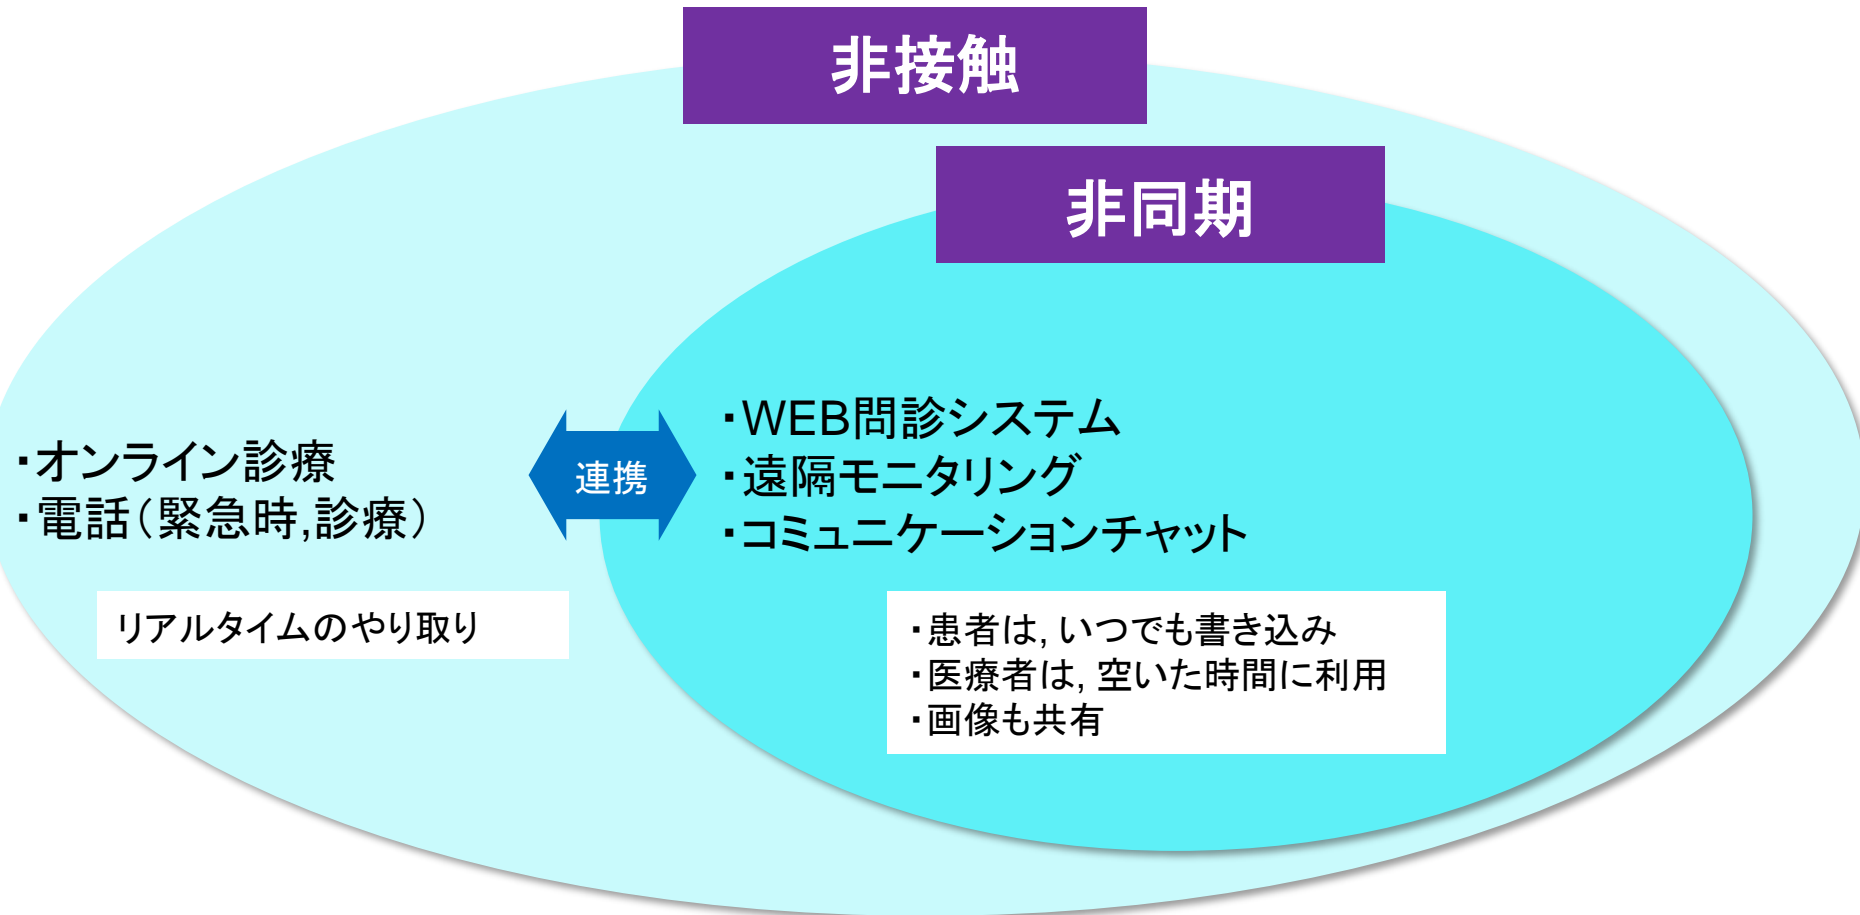 非接触
非同期
・オンライン診療
・電話（緊急時,診療）
リアルタイムのやり取り
連携
・WEB問診システム
・遠隔モニタリング
・コミュニケーションチャット
・患者は, いつでも書き込み
・医療者は, 空いた時間に利用
・画像も共有